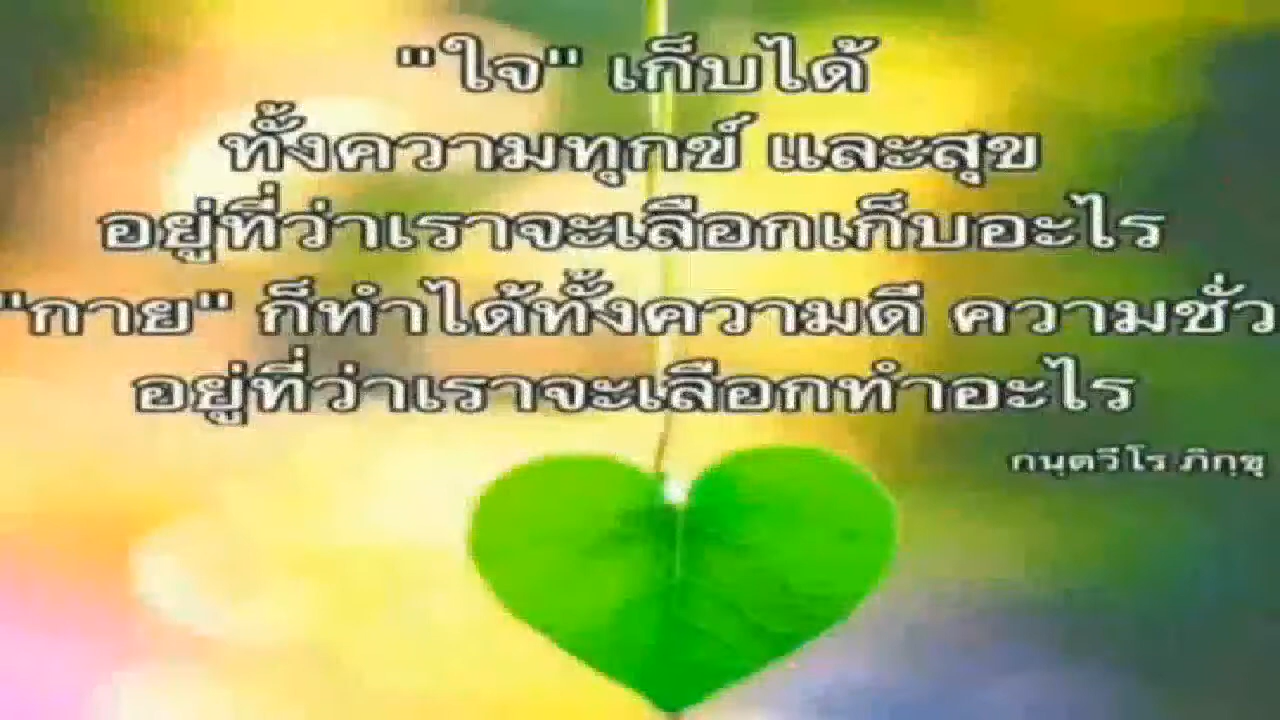 "ใจ" เก็บได้
ทั้งความทุกข์ และสุข
อยู่ที่ว่าเราจะเลือกเก็บอะไร
"กาย" ก็ทำได้ทั้งความดี ความชั่ว
อยู่ที่ว่าเราจะเลือกทำอะไร
กนฺตวีโร ภิกฺขุ